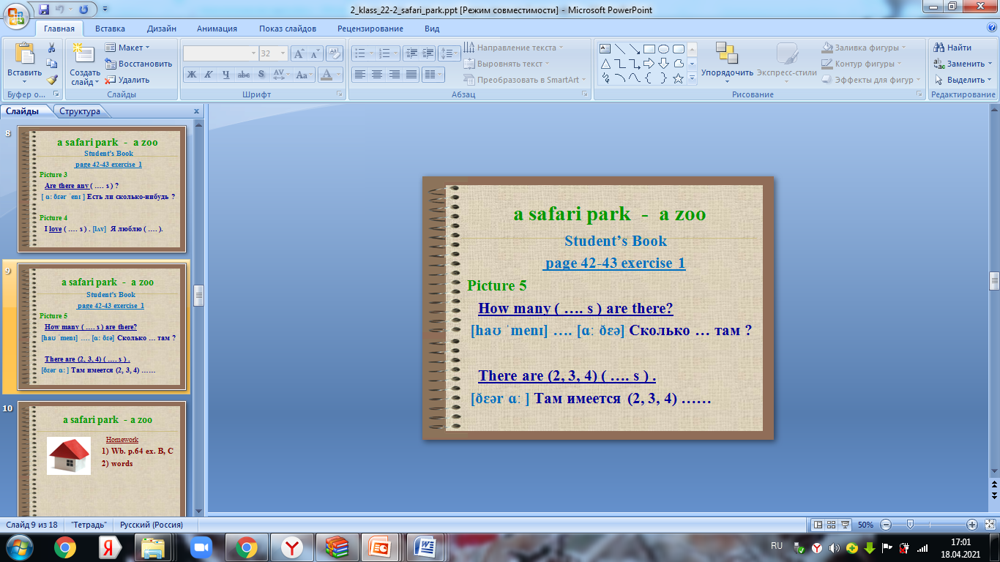 2_klass_22-2_safari_park.ppt [Режим совместимости] - Microsoft PowerPoint
Главная Вставка Дизайн Анимация Показ слайдов Рецензирование Вид
Вставить
Создать слайд
Макет
Восстановить
Удалить
32
Ж К Ч abc S AV Aa A
Направление текста
Выровнять текст
Преобразовать в SmartArt
Упорядочить
Экспресс-стили
Заливка фигуры
Контур фигуры
Эффекты для фигур
Найти
Заменить
Выделить
Буфер о... Слайды Шрифт Абзац Рисование Редактирование
Слайды Структура
8
a safari park - a zoo
Student's Book
page 42-43 exercise 1
Picture 3
Are there any ( .... s ) ?
[ ɑː ðɛər ˈenɪ ] Есть ли сколько-нибудь ?
Picture 4
I love ( .... s ) . [lʌv] Я люблю ( .... ).
9
a safari park - a zoo
Student's Book
page 42-43 exercise 1
Picture 5
How many ( .... s ) are there?
[haʊ ˈmenɪ] .... [ɑː ðɛə] Сколько ... там ?
There are (2, 3, 4) ( .... s ) .
[ðɛər ɑː ] Там имеется (2, 3, 4) ......
10
a safari park - a zoo
Homework
1) Wb. p.64 ex. B, C
2) words
a safari park - a zoo
Student’s Book
page 42-43 exercise 1
Picture 5
How many ( .... s ) are there?
[haʊ ˈmenɪ] .... [ɑː ðɛə] Сколько ... там ?
There are (2, 3, 4) ( .... s ) .
[ðɛər ɑː ] Там имеется (2, 3, 4) ......
Слайд 9 из 18 "Тетрадь" Русский (Россия) 50%
RU
17:01
18.04.2021